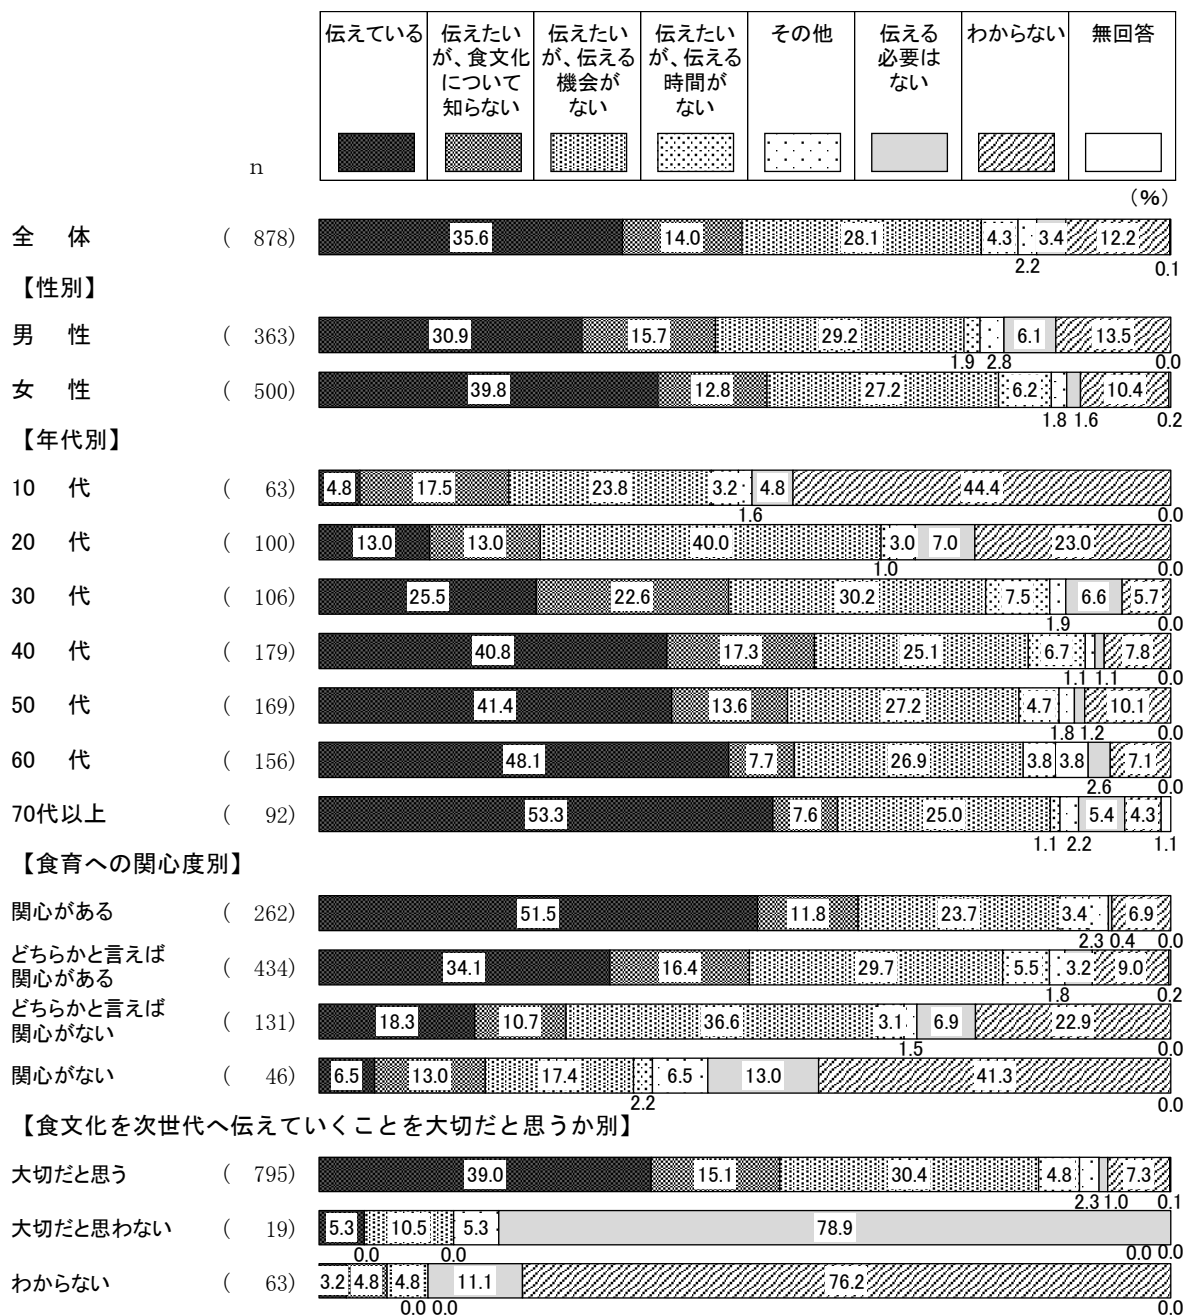 伝えている 伝えたいが、食文化について知らない 伝えたいが、伝える機会がない 伝えたいが、伝える時間がない その他 伝える必要はない わからない 無回答
n
(%)
全 体 ( 878) 35.6 14.0 28.1 4.3 3.4 12.2
2.2 0.1
【性別】
男 性 ( 363) 30.9 15.7 29.2 6.1 13.5
1.9 2.8 0.0
女 性 ( 500) 39.8 12.8 27.2 6.2 10.4
1.8 1.6 0.2
【年代別】
10 代 ( 63) 4.8 17.5 23.8 3.2 4.8 44.4
1.6 0.0
20 代 ( 100) 13.0 13.0 40.0 3.0 7.0 23.0
1.0 0.0
30 代 ( 106) 25.5 22.6 30.2 7.5 6.6 5.7
1.9 0.0
40 代 ( 179) 40.8 17.3 25.1 6.7 7.8
1.1 1.1 0.0
50 代 ( 169) 41.4 13.6 27.2 4.7 10.1
1.8 1.2 0.0
60 代 ( 156) 48.1 7.7 26.9 3.8 3.8 7.1
2.6 0.0
70代以上 ( 92) 53.3 7.6 25.0 5.4 4.3
1.1 2.2 1.1
【食育への関心度別】
関心がある ( 262) 51.5 11.8 23.7 3.4 6.9
2.3 0.4 0.0
どちらかと言えば
関心がある ( 434) 34.1 16.4 29.7 5.5 3.2 9.0
1.8 0.2
どちらかと言えば
関心がない ( 131) 18.3 10.7 36.6 3.1 6.9 22.9
1.5 0.0
関心がない ( 46) 6.5 13.0 17.4 6.5 13.0 41.3
2.2 0.0
【食文化を次世代へ伝えていくことを大切だと思うか別】
大切だと思う ( 795) 39.0 15.1 30.4 4.8 7.3
2.3 1.0 0.1
大切だと思わない ( 19) 5.3 10.5 5.3 78.9
0.0 0.0 0.0 0.0
わからない ( 63) 3.2 4.8 4.8 11.1 76.2
0.0 0.0 0.0